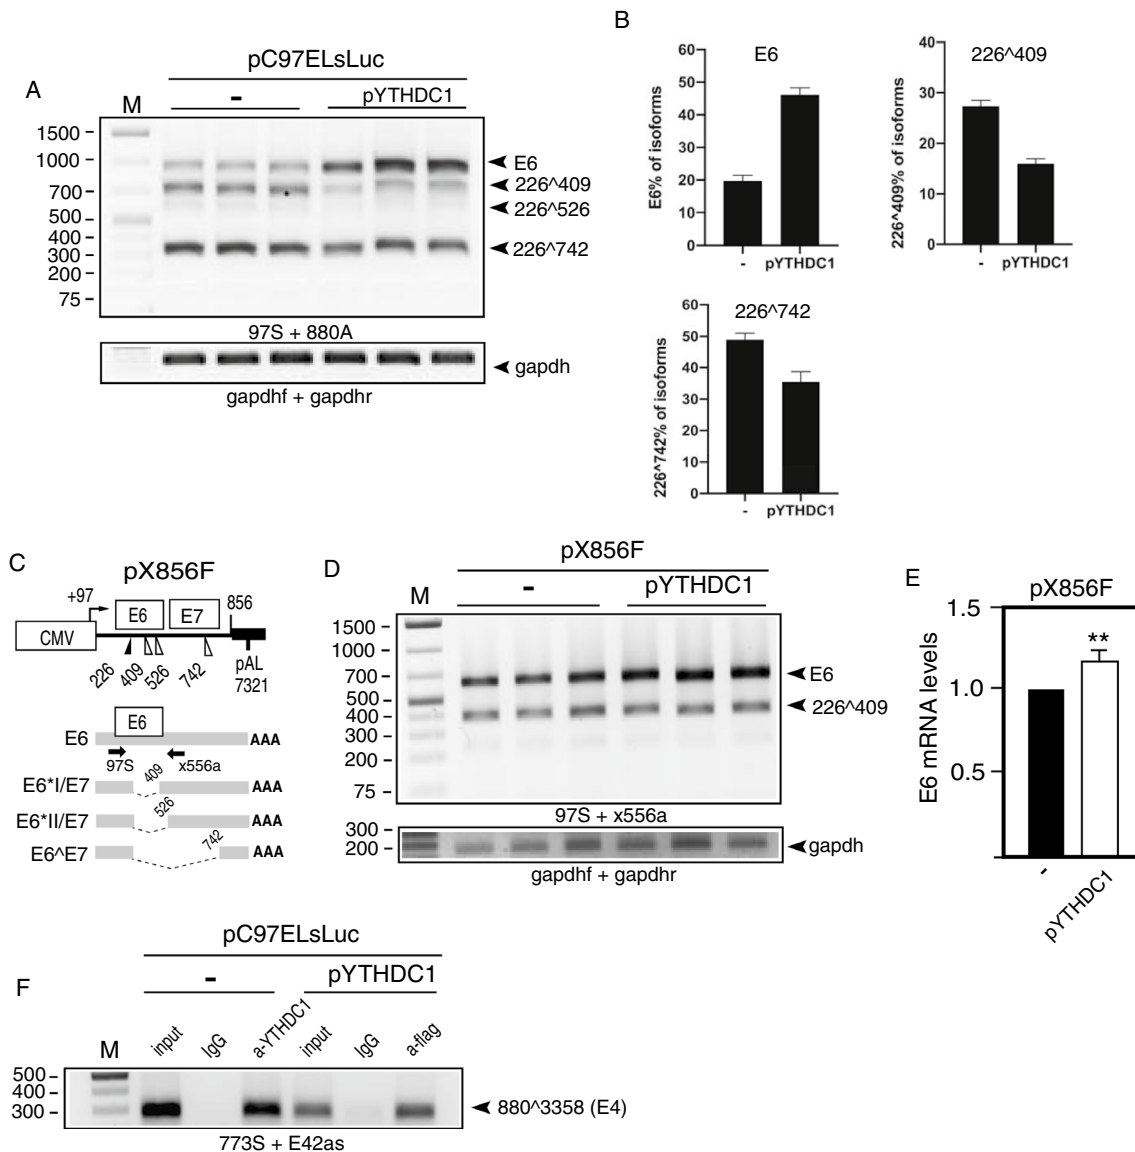 A
pC97ELsLuc
M
-
pYTHDC1
1500
1000
700
500
400
300
200
75
E6
226^409
226^526
226^742
97S + 880A
gapdh
gapdhf + gapdhr
B
E6
E6% of isoforms
60
50
40
30
20
10
0
-
pYTHDC1
226^409
226^409% of isoforms
40
30
20
10
0
-
pYTHDC1
226^742
226^742% of isoforms
60
50
40
30
20
10
0
-
pYTHDC1
C
pX856F
+97
E6
E7
856
CMV
226
409
526
742
pAL
7321
E6
E6
AAA
97S
x556a
409
E6*I/E7
AAA
526
E6*II/E7
AAA
742
E6^E7
AAA
D
pX856F
M
-
pYTHDC1
1500
1000
700
500
400
300
200
75
E6
226^409
97S + x556a
300
200
gapdh
gapdhf + gapdhr
E
pX856F
E6 mRNA levels
1.5
1.0
0.5
**
-
pYTHDC1
F
pC97ELsLuc
-
pYTHDC1
M
input
IgG
a-YTHDC1
input
IgG
a-flag
500
400
300
880^3358 (E4)
773S + E42as